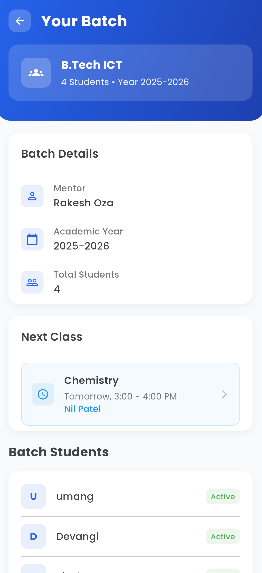 Your Batch
B.Tech ICT
4 Students • Year 2025-2026
Batch Details
Mentor
Rakesh Oza
Academic Year
2025-2026
Total Students
4
Next Class
Chemistry
Tomorrow, 3:00 - 4:00 PM
Nil Patel
Batch Students
U umang Active
D Devangi Active